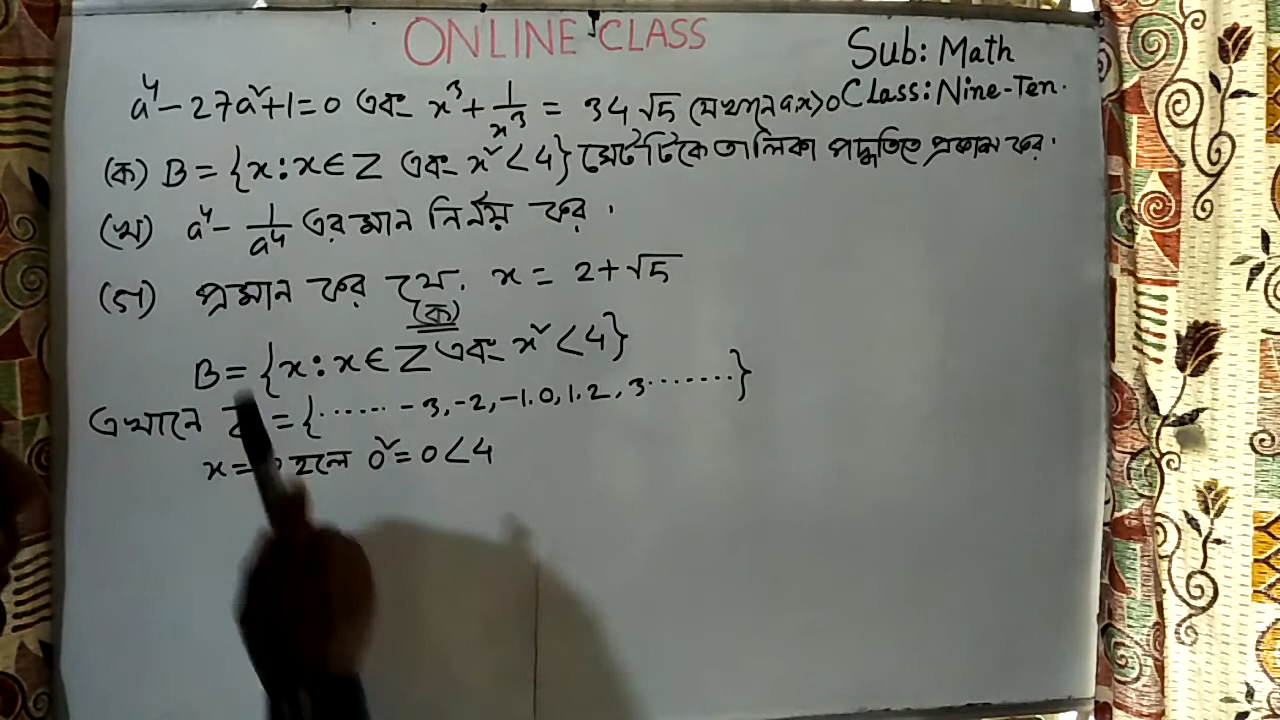 ONLINE CLASS
Sub: Math
Class: Nine-Ten.
a⁴ - 27a² + 1 = 0 এবং x³ + 1/x³ = 34√5 (যেখানে a,x>0
(ক) B = {x : x ∈ Z এবং x² < 4} সেটটিকে তালিকা পদ্ধতিতে প্রকাশ কর.
(খ) a⁴ - 1/a⁴ এর মান নির্ণয় কর.
(গ) প্রমান কর যে. x = 2+√5
(ক)
B = {x : x ∈ Z এবং x² < 4}
এখানে Z = {...... -3, -2, -1. 0, 1. 2, 3........}
x = 0 হলে 0² = 0 < 4